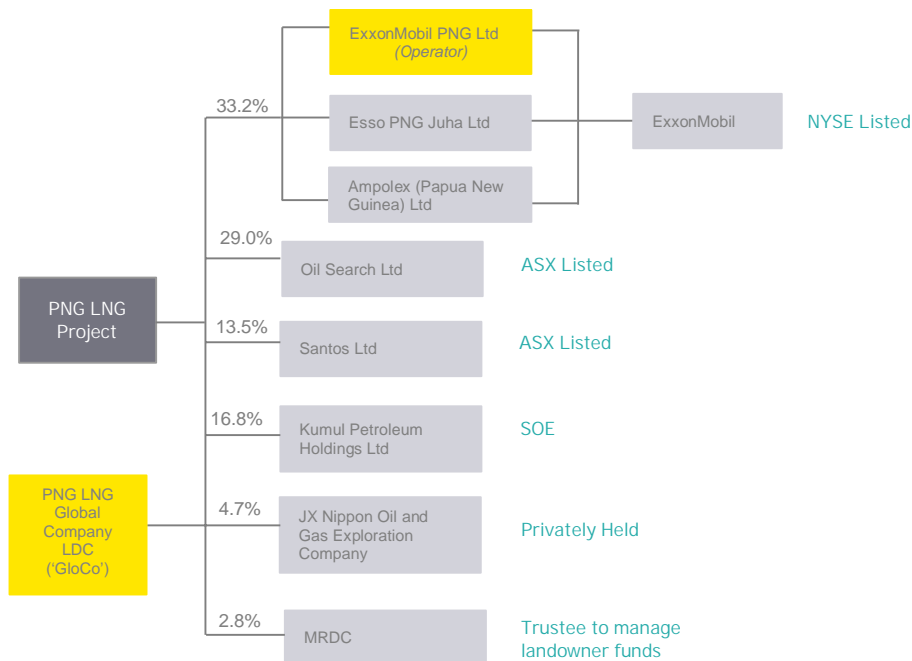 ExxonMobil PNG Ltd
(Operator)
33.2%
Esso PNG Juha Ltd
ExxonMobil
NYSE Listed
Ampolex (Papua New
Guinea) Ltd
29.0%
Oil Search Ltd
ASX Listed
PNG LNG
Project
13.5%
Santos Ltd
ASX Listed
16.8%
Kumul Petroleum
Holdings Ltd
SOE
PNG LNG
Global
Company
LDC
(‘GloCo’)
4.7%
JX Nippon Oil and
Gas Exploration
Company
Privately Held
2.8%
MRDC
Trustee to manage
landowner funds